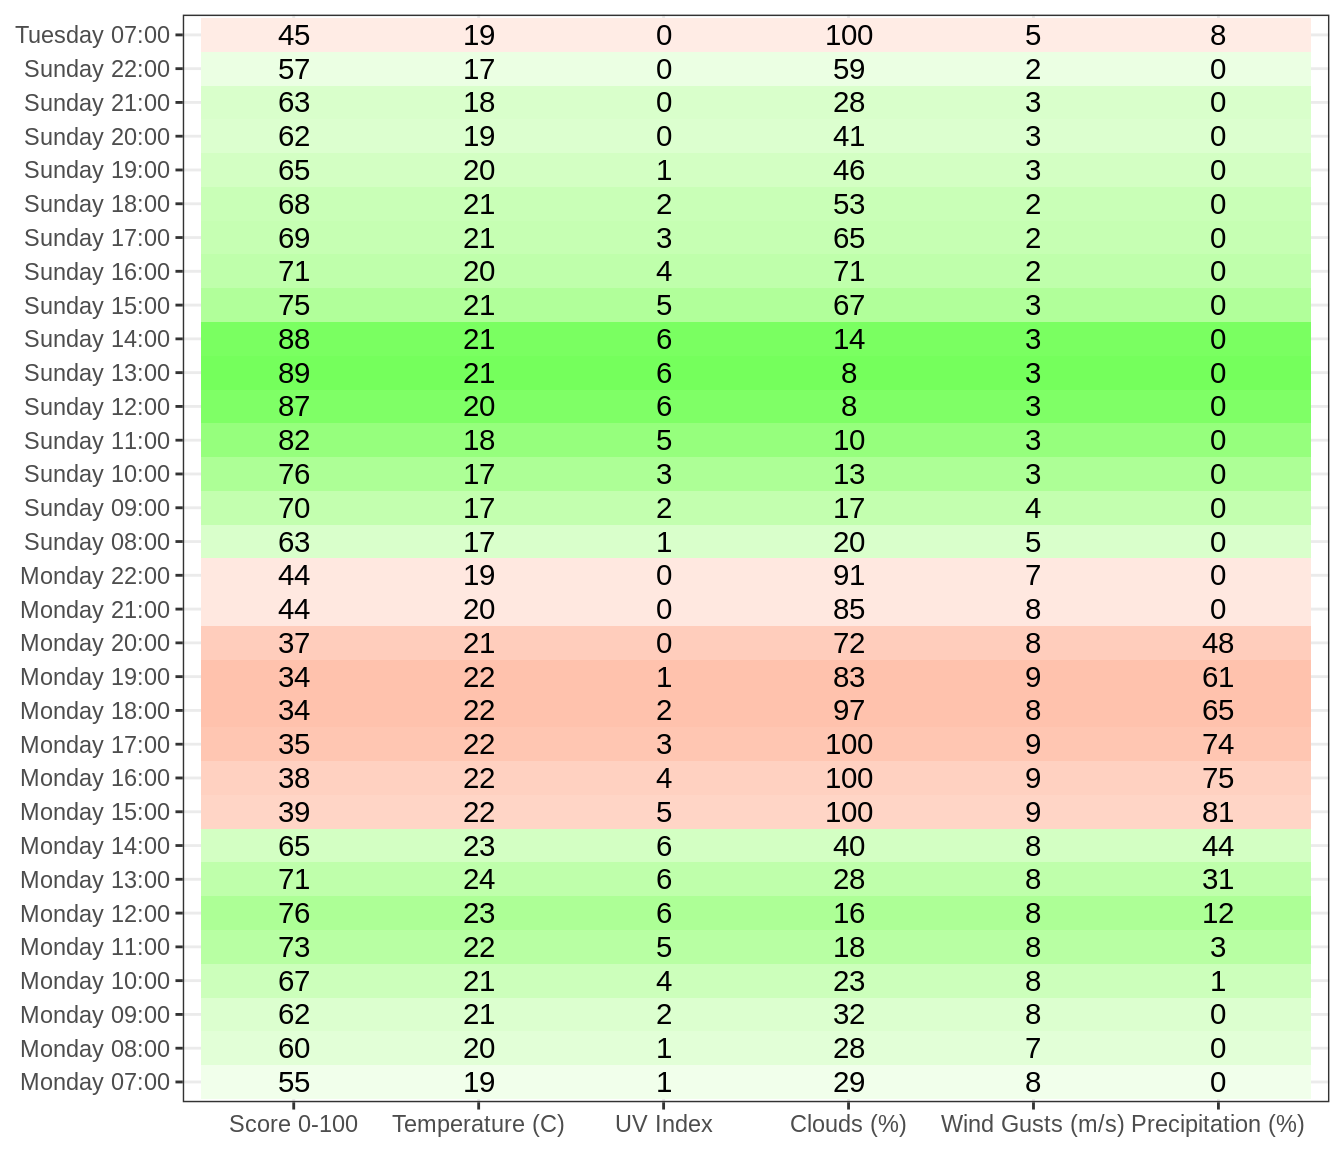 Tuesday 07:00 45 19 0 100 5 8
Sunday 22:00 57 17 0 59 2 0
Sunday 21:00 63 18 0 28 3 0
Sunday 20:00 62 19 0 41 3 0
Sunday 19:00 65 20 1 46 3 0
Sunday 18:00 68 21 2 53 2 0
Sunday 17:00 69 21 3 65 2 0
Sunday 16:00 71 20 4 71 2 0
Sunday 15:00 75 21 5 67 3 0
Sunday 14:00 88 21 6 14 3 0
Sunday 13:00 89 21 6 8 3 0
Sunday 12:00 87 20 6 8 3 0
Sunday 11:00 82 18 5 10 3 0
Sunday 10:00 76 17 3 13 3 0
Sunday 09:00 70 17 2 17 4 0
Sunday 08:00 63 17 1 20 5 0
Monday 22:00 44 19 0 91 7 0
Monday 21:00 44 20 0 85 8 0
Monday 20:00 37 21 0 72 8 48
Monday 19:00 34 22 1 83 9 61
Monday 18:00 34 22 2 97 8 65
Monday 17:00 35 22 3 100 9 74
Monday 16:00 38 22 4 100 9 75
Monday 15:00 39 22 5 100 9 81
Monday 14:00 65 23 6 40 8 44
Monday 13:00 71 24 6 28 8 31
Monday 12:00 76 23 6 16 8 12
Monday 11:00 73 22 5 18 8 3
Monday 10:00 67 21 4 23 8 1
Monday 09:00 62 21 2 32 8 0
Monday 08:00 60 20 1 28 7 0
Monday 07:00 55 19 1 29 8 0
Score 0-100 Temperature (C) UV Index Clouds (%) Wind Gusts (m/s) Precipitation (%)